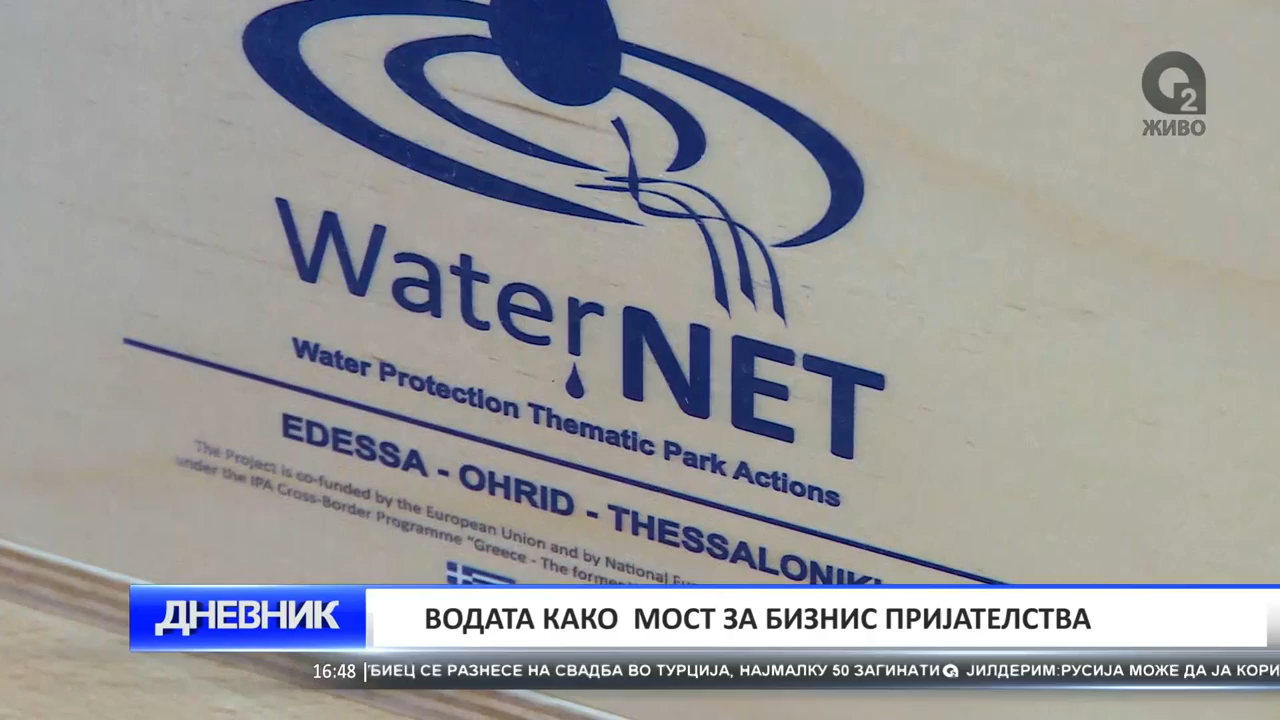 2
ЖИВО
WaterNET
Water Protection Thematic Park Actions
EDESSA - OHRID - THESSALONIKI
The Project is co-funded by the European Union and by National
under the IPA Cross-Border Programme "Greece - The former
ДНЕВНИК
ВОДАТА КАКО МОСТ ЗА БИЗНИС ПРИЈАТЕЛСТВА
16:48 БИЕЦ СЕ РАЗНЕСЕ НА СВАДБА ВО ТУРЦИЈА, НАЈМАЛКУ 50 ЗАГИНАТИ ЈИЛДЕРИМ:РУСИЈА МОЖЕ ДА ЈА КОРИ